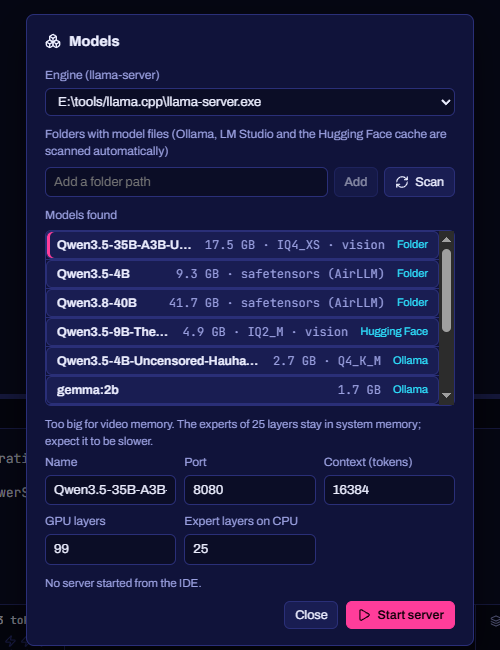 Models
Engine (llama-server)
E:\tools/llama.cpp\llama-server.exe
Folders with model files (Ollama, LM Studio and the Hugging Face cache are
scanned automatically)
Add a folder path
Add
Scan
Models found
Qwen3.5-35B-A3B-U... 17.5 GB · IQ4_XS · vision Folder
Qwen3.5-4B 9.3 GB · safetensors (AirLLM) Folder
Qwen3.8-40B 41.7 GB · safetensors (AirLLM) Folder
Qwen3.5-9B-The... 4.9 GB · IQ2_M · vision Hugging Face
Qwen3.5-4B-Uncensored-Hauha... 2.7 GB · Q4_K_M Ollama
gemma:2b 1.7 GB Ollama
Too big for video memory. The experts of 25 layers stay in system memory;
expect it to be slower.
Name Port Context (tokens)
Qwen3.5-35B-A3B- 8080 16384
GPU layers Expert layers on CPU
99 25
No server started from the IDE.
Close Start server